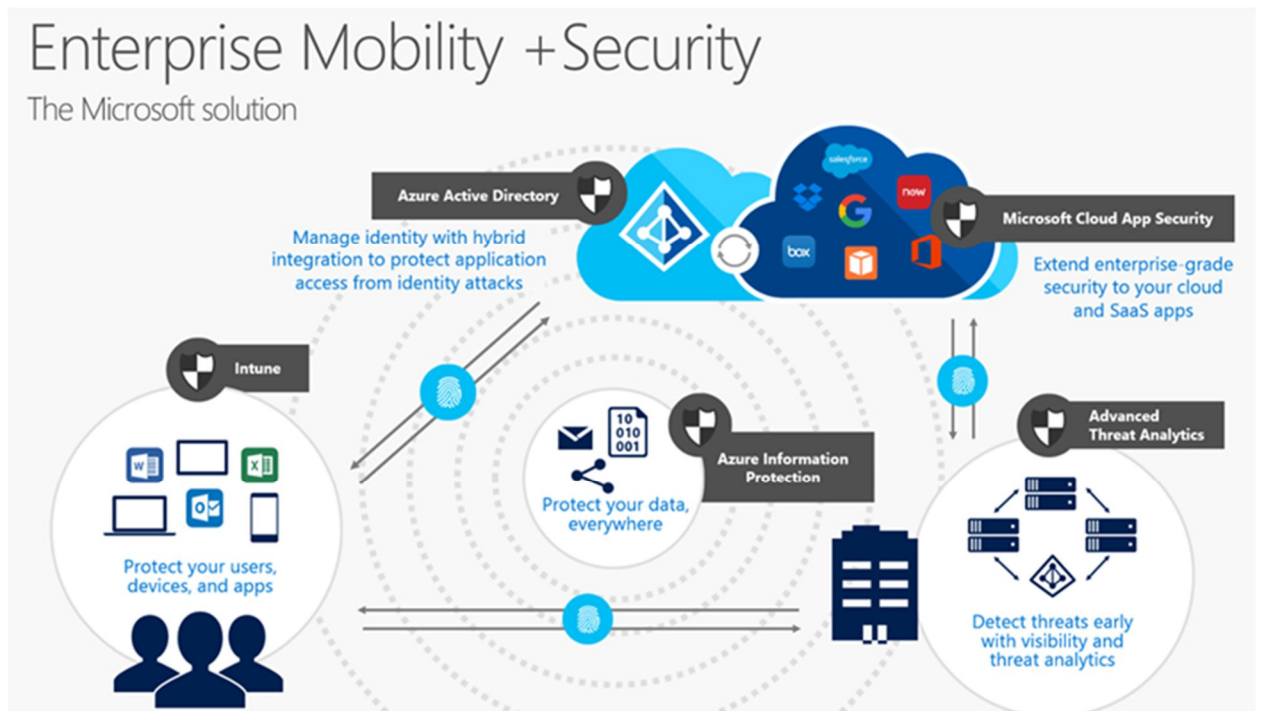 Enterprise Mobility +Security
The Microsoft solution
Azure Active Directory
Manage identity with hybrid
integration to protect application
access from identity attacks
salesforce
now
box
Microsoft Cloud App Security
Extend enterprise-grade
security to your cloud
and SaaS apps
Intune
W
X
O
Protect your users,
devices, and apps
10
010
001
Azure Information
Protection
Protect your data,
everywhere
Advanced
Threat Analytics
Detect threats early
with visibility and
threat analytics